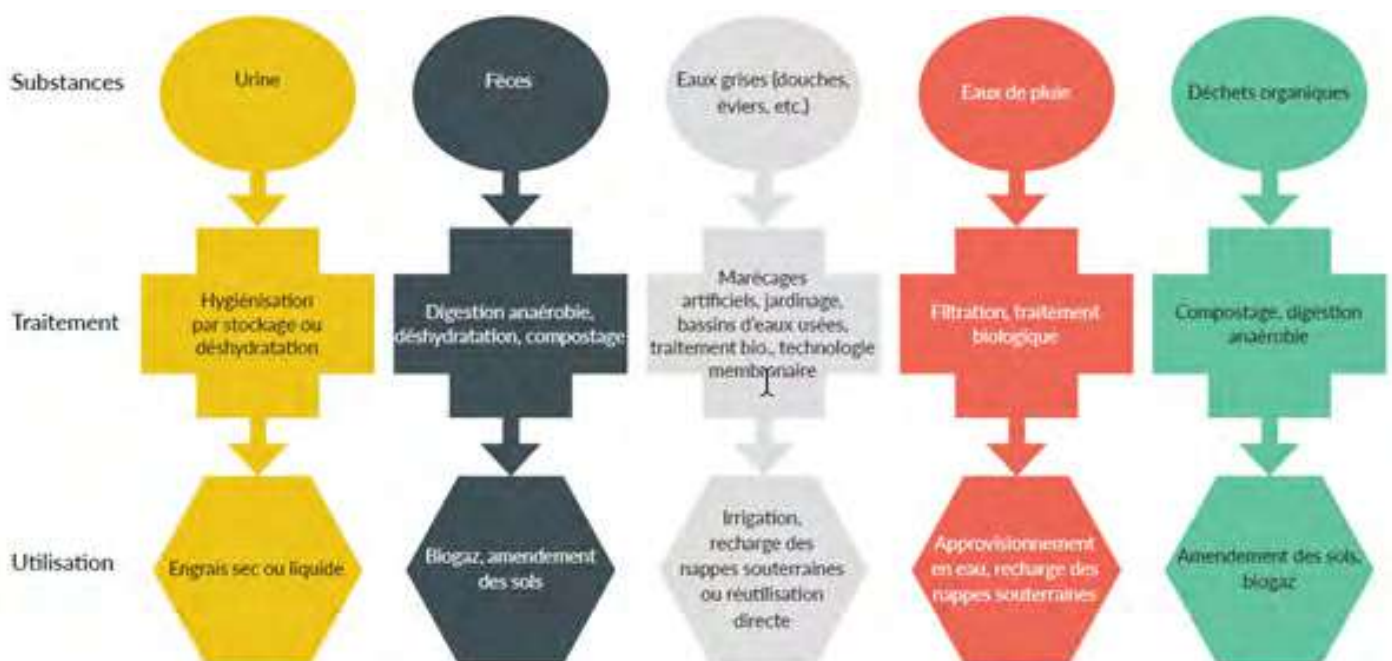 Substances
Urine
Fèces
Eaux grises (douches,
éviers, etc.)
Eaux de pluie
Déchets organiques
Traitement
Hygiénisation
par stockage ou
déshydratation
Digestion anaérobie,
déshydratation, compostage
Marécages
artificiels, jardinage,
bassins d'eaux usées,
traitement bio., technologie
membranaire
Filtration, traitement
biologique
Compostage, digestion
anaérobie
Utilisation
Engrais sec ou liquide
Biogaz, amendement
des sols
Irrigation,
recharge des
nappes souterraines
ou réutilisation
directe
Approvisionnement
en eau, recharge des
nappes souterraines
Amendement des sols,
biogaz